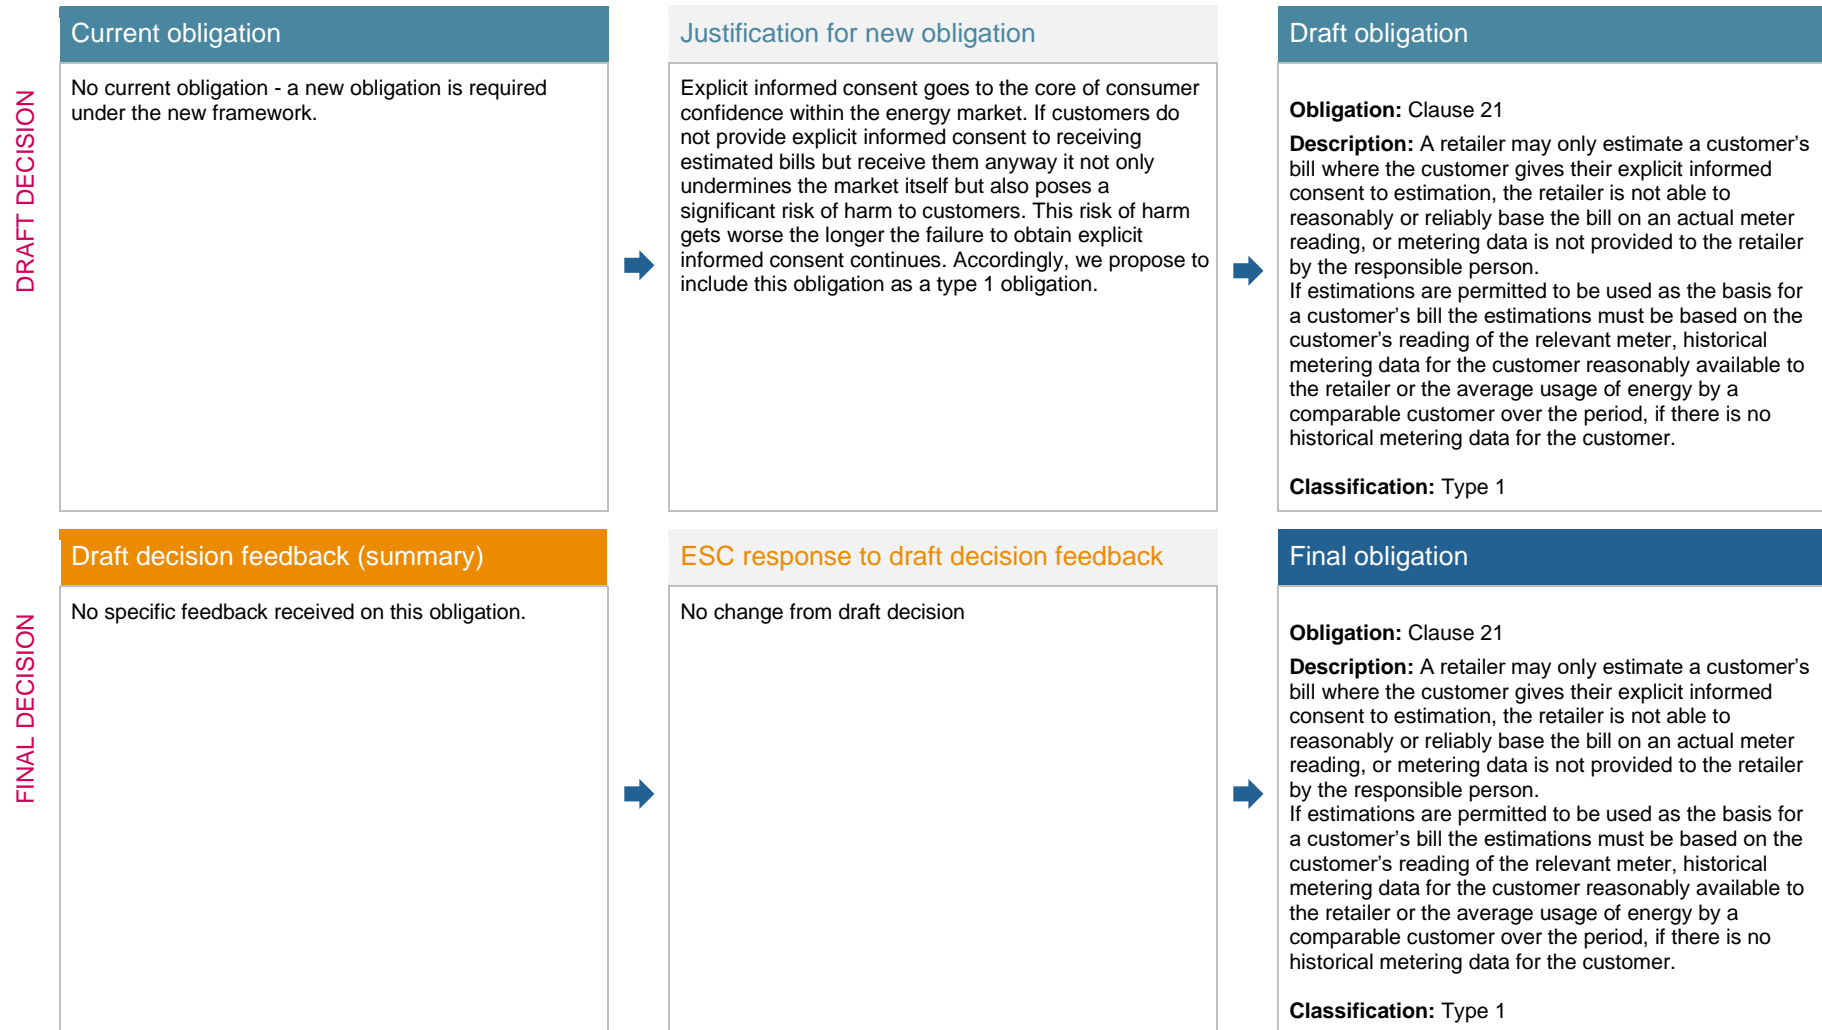 DRAFT DECISION
Current obligation
No current obligation - a new obligation is required
under the new framework.
Justification for new obligation
Explicit informed consent goes to the core of consumer
confidence within the energy market. If customers do
not provide explicit informed consent to receiving
estimated bills but receive them anyway it not only
undermines the market itself but also poses a
significant risk of harm to customers. This risk of harm
gets worse the longer the failure to obtain explicit
informed consent continues. Accordingly, we propose to
include this obligation as a type 1 obligation.
Draft obligation
Obligation: Clause 21
Description: A retailer may only estimate a customer’s
bill where the customer gives their explicit informed
consent to estimation, the retailer is not able to
reasonably or reliably base the bill on an actual meter
reading, or metering data is not provided to the retailer
by the responsible person.
If estimations are permitted to be used as the basis for
a customer’s bill the estimations must be based on the
customer’s reading of the relevant meter, historical
metering data for the customer reasonably available to
the retailer or the average usage of energy by a
comparable customer over the period, if there is no
historical metering data for the customer.
Classification: Type 1
FINAL DECISION
Draft decision feedback (summary)
No specific feedback received on this obligation.
ESC response to draft decision feedback
No change from draft decision
Final obligation
Obligation: Clause 21
Description: A retailer may only estimate a customer’s
bill where the customer gives their explicit informed
consent to estimation, the retailer is not able to
reasonably or reliably base the bill on an actual meter
reading, or metering data is not provided to the retailer
by the responsible person.
If estimations are permitted to be used as the basis for
a customer’s bill the estimations must be based on the
customer’s reading of the relevant meter, historical
metering data for the customer reasonably available to
the retailer or the average usage of energy by a
comparable customer over the period, if there is no
historical metering data for the customer.
Classification: Type 1